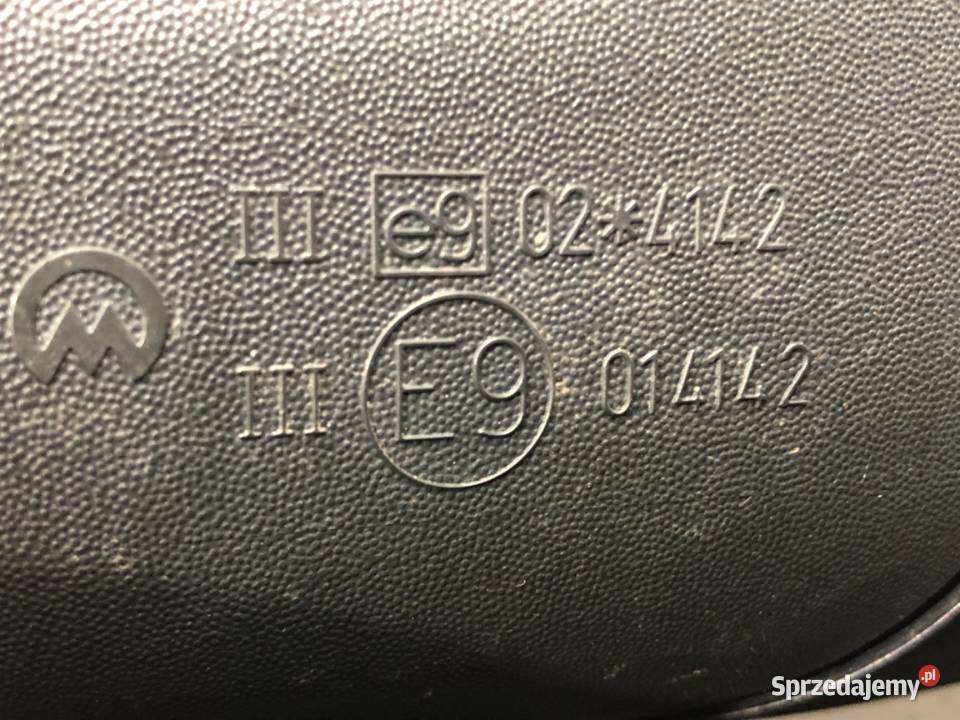 III e9 02*4142
M
III E9 014142
Sprzedajemy.pl